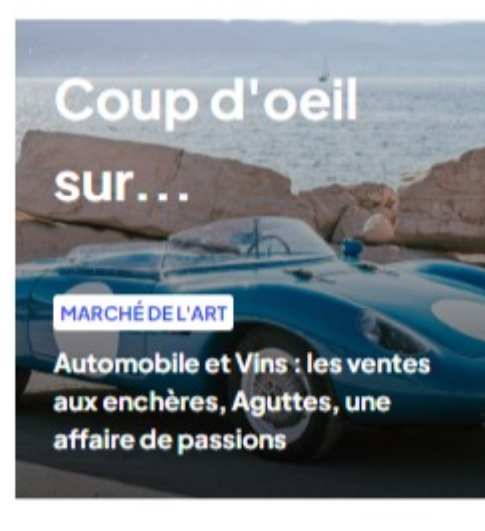 Coup d'oeil
sur...
MARCHÉ DE L'ART
Automobile et Vins : les ventes
aux enchères, Aguttes, une
affaire de passions